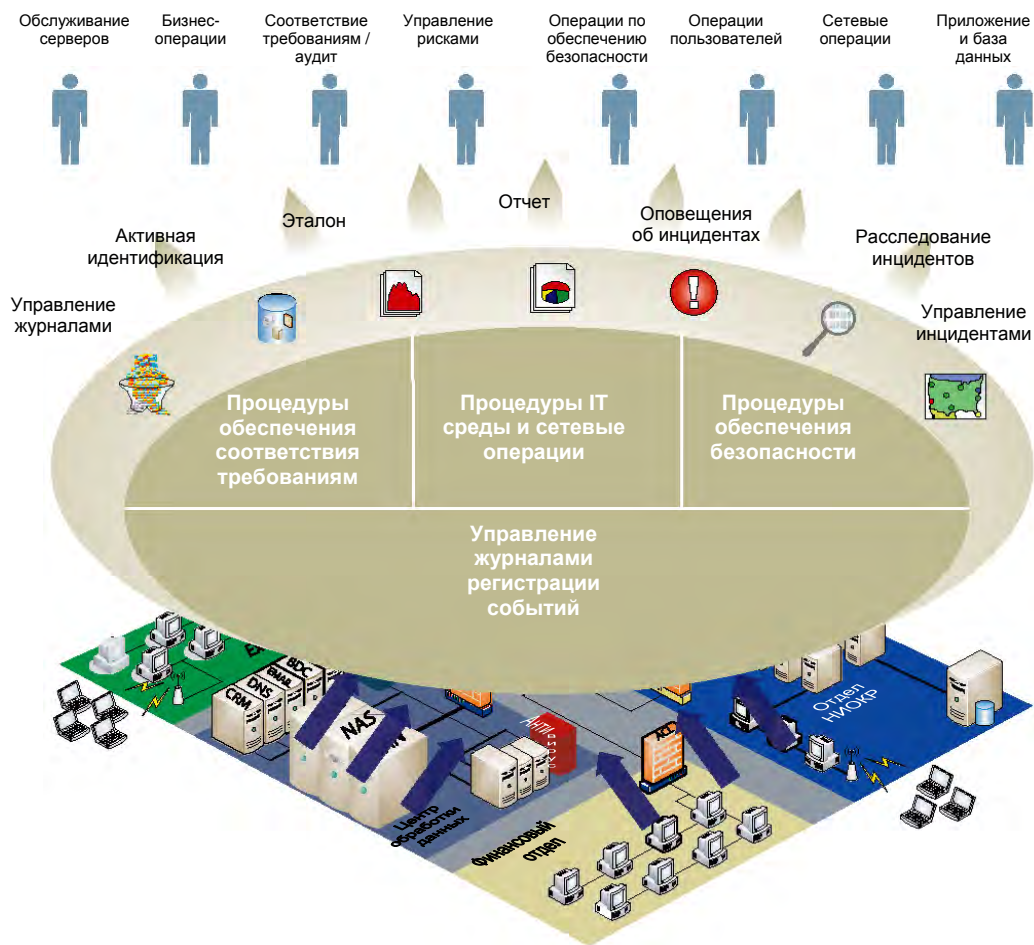 Обслуживание
серверов
Бизнес-
операции
Соответствие
требованиям /
аудит
Управление
рисками
Операции по
обеспечению
безопасности
Операции
пользователей
Сетевые
операции
Приложение
и база
данных
Отчет
Эталон
Оповещения
об инцидентах
Активная
идентификация
Расследование
инцидентов
Управление
журналами
Управление
инцидентами
Процедуры
обеспечения
соответствия
требованиям
Процедуры IT
среды и сетевые
операции
Процедуры
обеспечения
безопасности
Управление
журналами
регистрации
событий
BDC
EMAIL
DNS
CRM
NAS
Центр
обработки
данных
Финансовый
отдел
Отдел
НИОКР